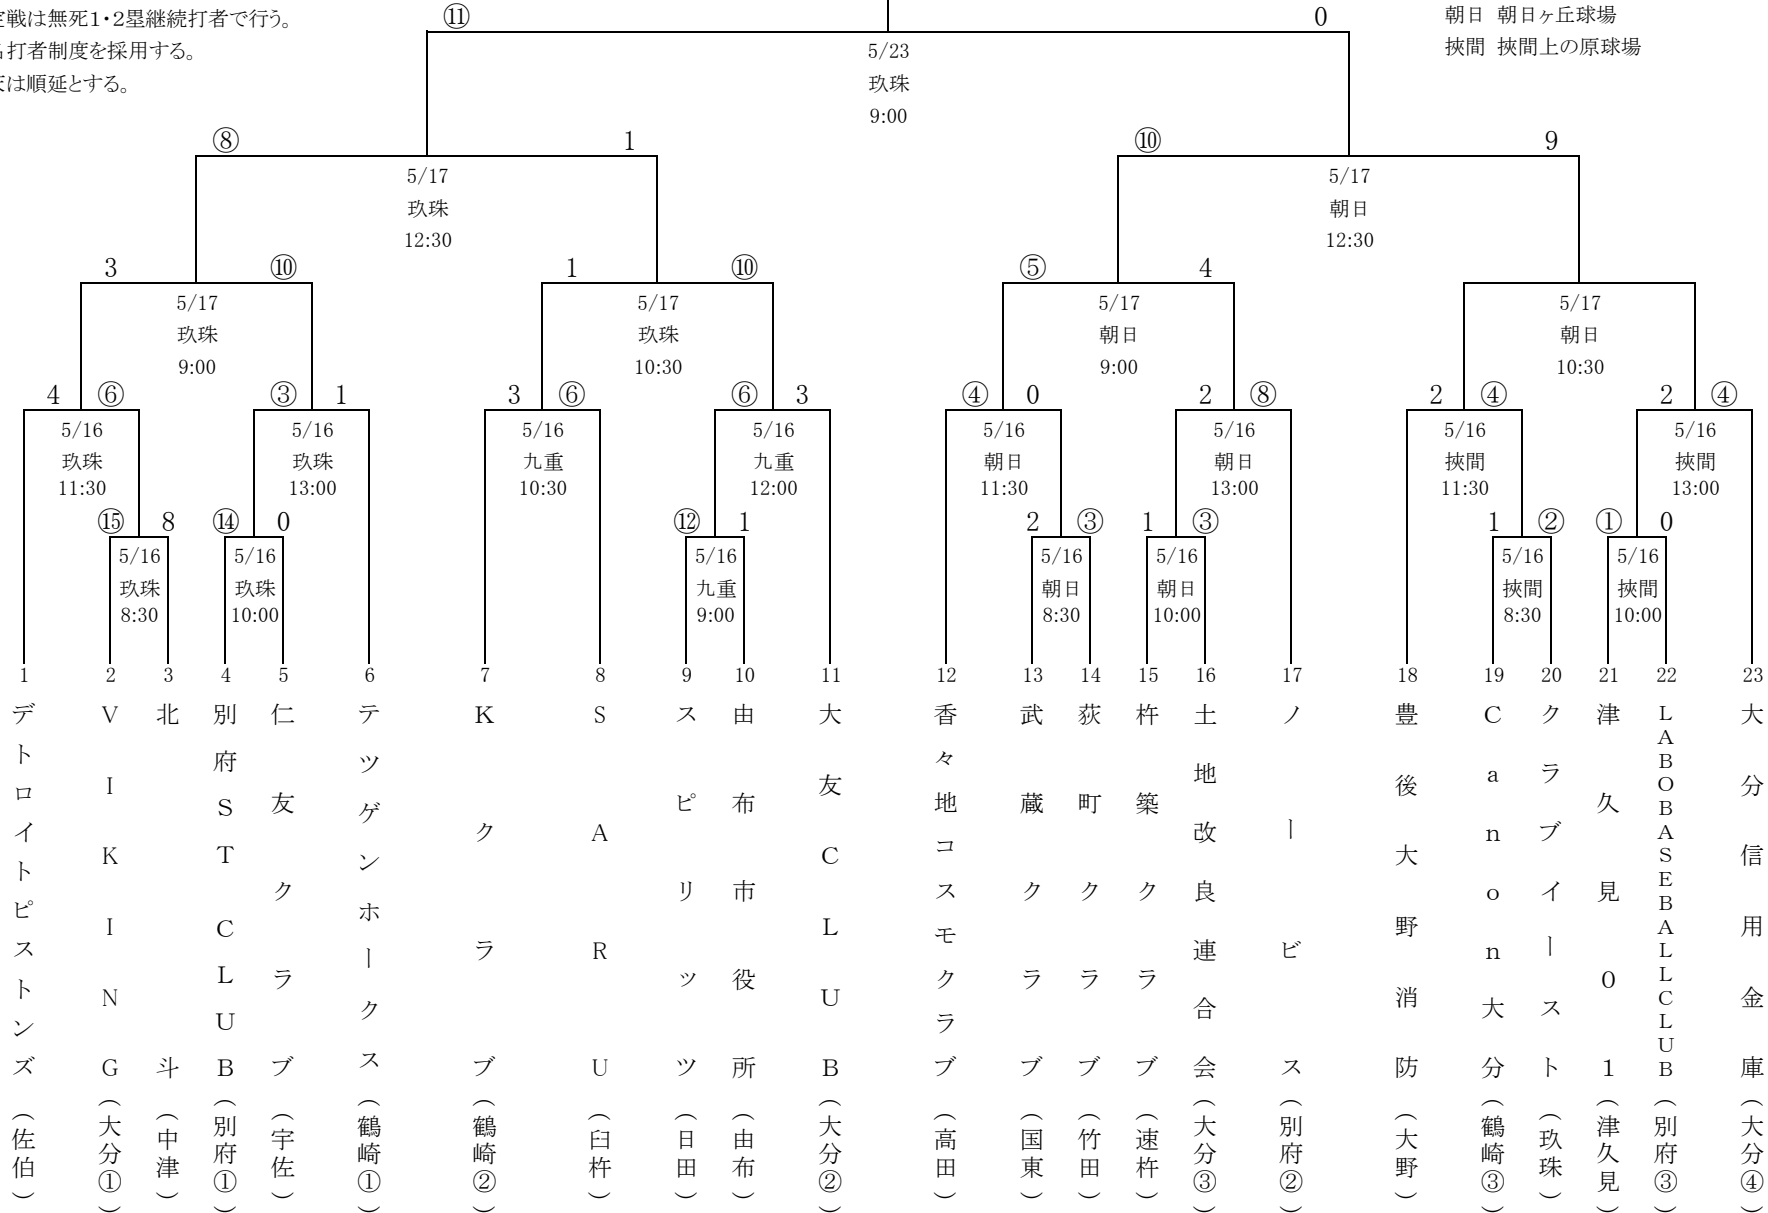 定戦は無死1・2塁継続打者で行う。
打者制度を採用する。
は順延とする。
朝日 朝日ヶ丘球場
挾間 挾間上の原球場
⑪ 0
5/23
玖珠
9:00
⑧ 1
5/17
玖珠
12:30
⑩ 9
5/17
朝日
12:30
3 ⑩
5/17
玖珠
9:00
1 ⑩
5/17
玖珠
10:30
⑤ 4
5/17
朝日
9:00
5/17
朝日
10:30
4 ⑥
5/16
玖珠
11:30
③ 1
5/16
玖珠
13:00
3 ⑥
5/16
九重
10:30
⑥ 3
5/16
九重
12:00
④ 0
5/16
朝日
11:30
2 ⑧
5/16
朝日
13:00
2 ④
5/16
挾間
11:30
2 ④
5/16
挾間
13:00
⑮ 8
5/16
玖珠
8:30
⑭ 0
5/16
玖珠
10:00
⑫ 1
5/16
九重
9:00
2 ③
5/16
朝日
8:30
1 ③
5/16
朝日
10:00
1 ②
5/16
挾間
8:30
① 0
5/16
挾間
10:00
1 デトロイトピストンズ（佐伯）
2 VIKING（大分①）
3 北斗（中津）
4 別府ST CLUB（別府①）
5 仁友クラブ（宇佐）
6 テツゲンホークス（鶴崎①）
7 Kクラブ（鶴崎②）
8 SARU（臼杵）
9 スピリッツ（日田）
10 由布市役所（由布）
11 大友CLUB（大分②）
12 香々地コスモクラブ（高田）
13 武蔵クラブ（国東）
14 荻町クラブ（竹田）
15 杵築クラブ（速杵）
16 土地改良連合会（大分③）
17 ノービス（別府②）
18 豊後大野消防（大野）
19 Canon大分（鶴崎③）
20 クラブイースト（玖珠）
21 津久見01（津久見）
22 LABOBASEBALLCLUB（別府③）
23 大分信用金庫（大分④）